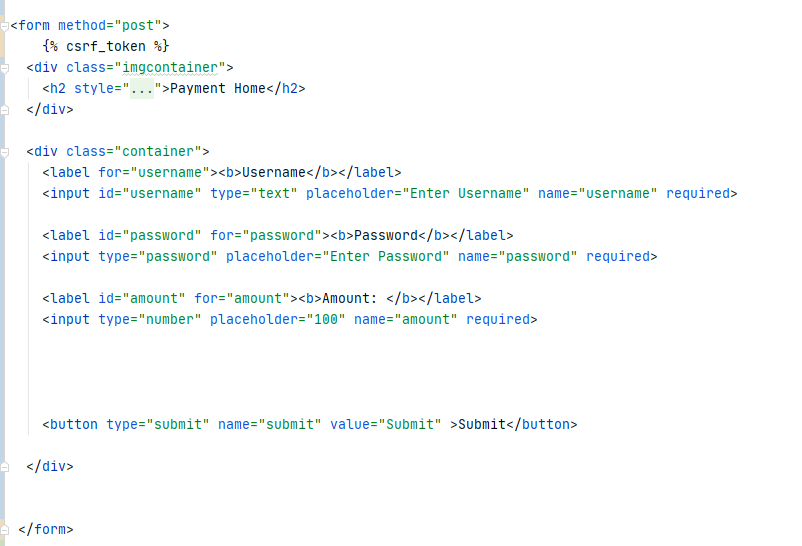 <form method="post">
{% csrf_token %}
<div class="imgcontainer">
<h2 style="...">Payment Home</h2>
</div>
<div class="container">
<label for="username"><b>Username</b></label>
<input id="username" type="text" placeholder="Enter Username" name="username" required>
<label id="password" for="password"><b>Password</b></label>
<input type="password" placeholder="Enter Password" name="password" required>
<label id="amount" for="amount"><b>Amount: </b></label>
<input type="number" placeholder="100" name="amount" required>
<button type="submit" name="submit" value="Submit" >Submit</button>
</div>
</form>